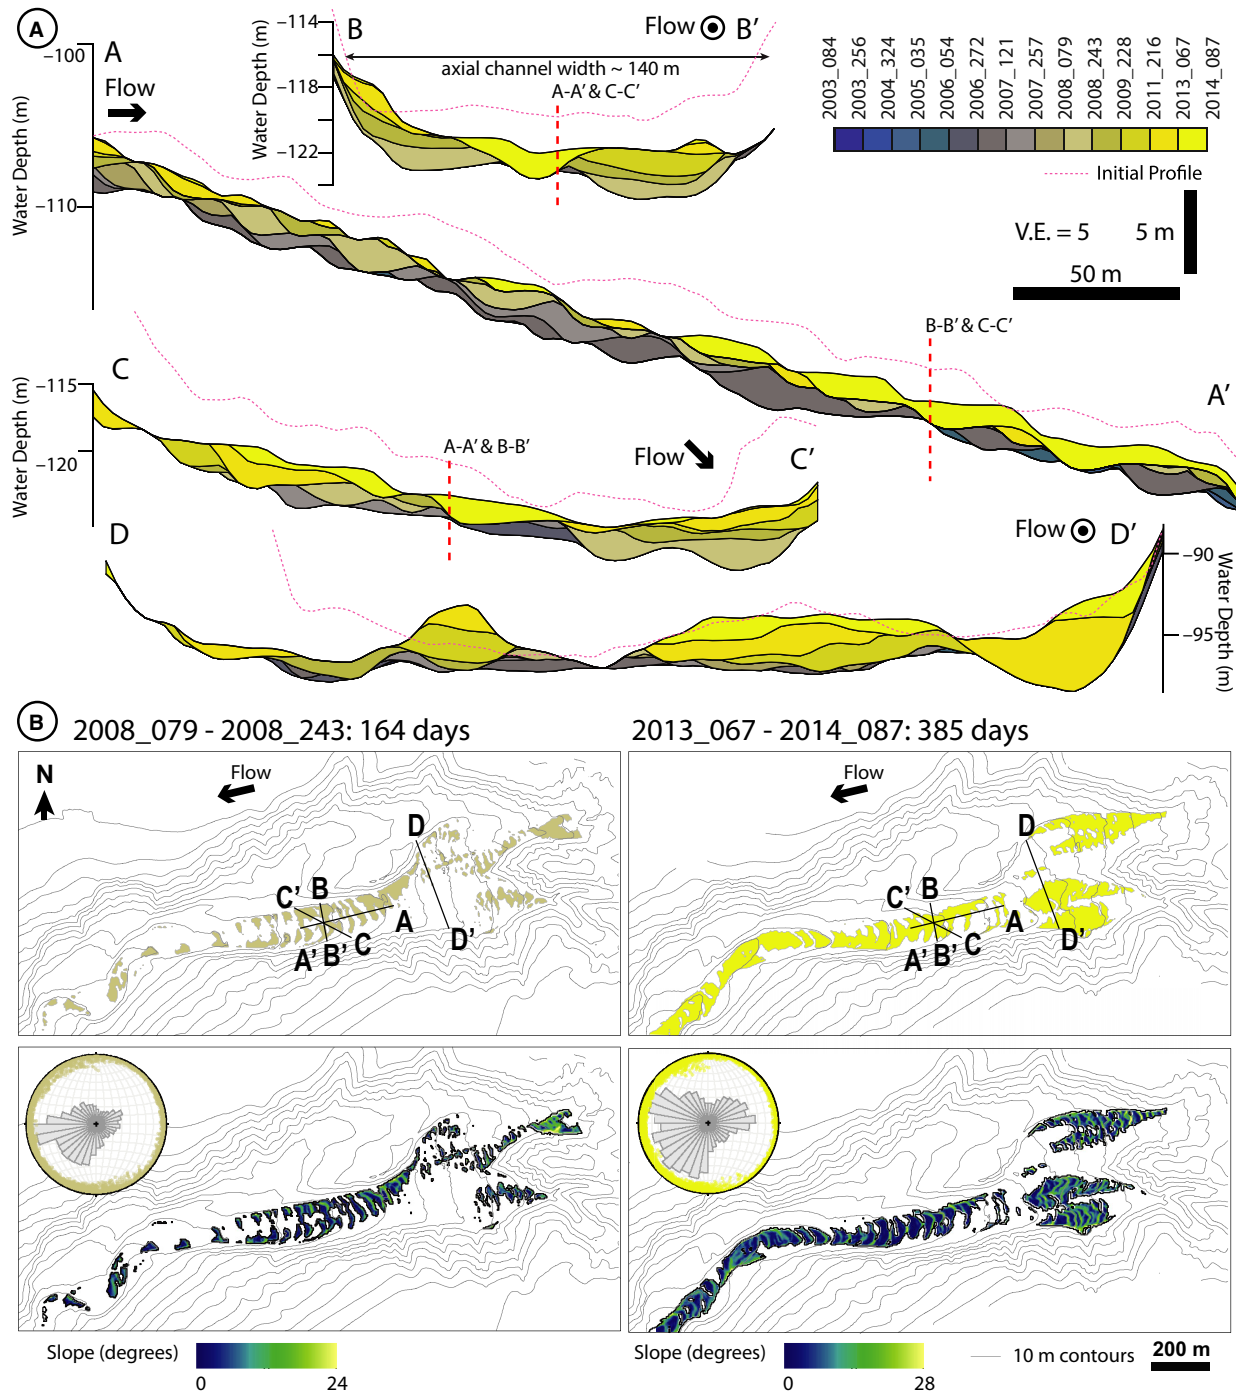 A
−100
A
Flow
Water Depth (m)
−110
−114
B
Flow
B’
axial channel width ~ 140 m
−118
A-A’ & C-C’
Water Depth (m)
−122
2003_084
2003_256
2004_324
2005_035
2006_054
2006_272
2007_121
2007_257
2008_079
2008_243
2009_228
2011_216
2013_067
2014_087
Initial Profile
V.E. = 5
5 m
50 m
B-B’ & C-C’
A’
C
−115
Water Depth (m)
−120
A-A’ & B-B’
Flow
C’
D
Flow
D’
−90
−95
Water Depth (m)
B
2008_079 - 2008_243: 164 days
2013_067 - 2014_087: 385 days
N
Flow
D
C’
B
A
A’
B’
C
D’
Flow
D
C’
B
A
A’
B’
C
D’
Slope (degrees)
0
24
Slope (degrees)
0
28
10 m contours
200 m